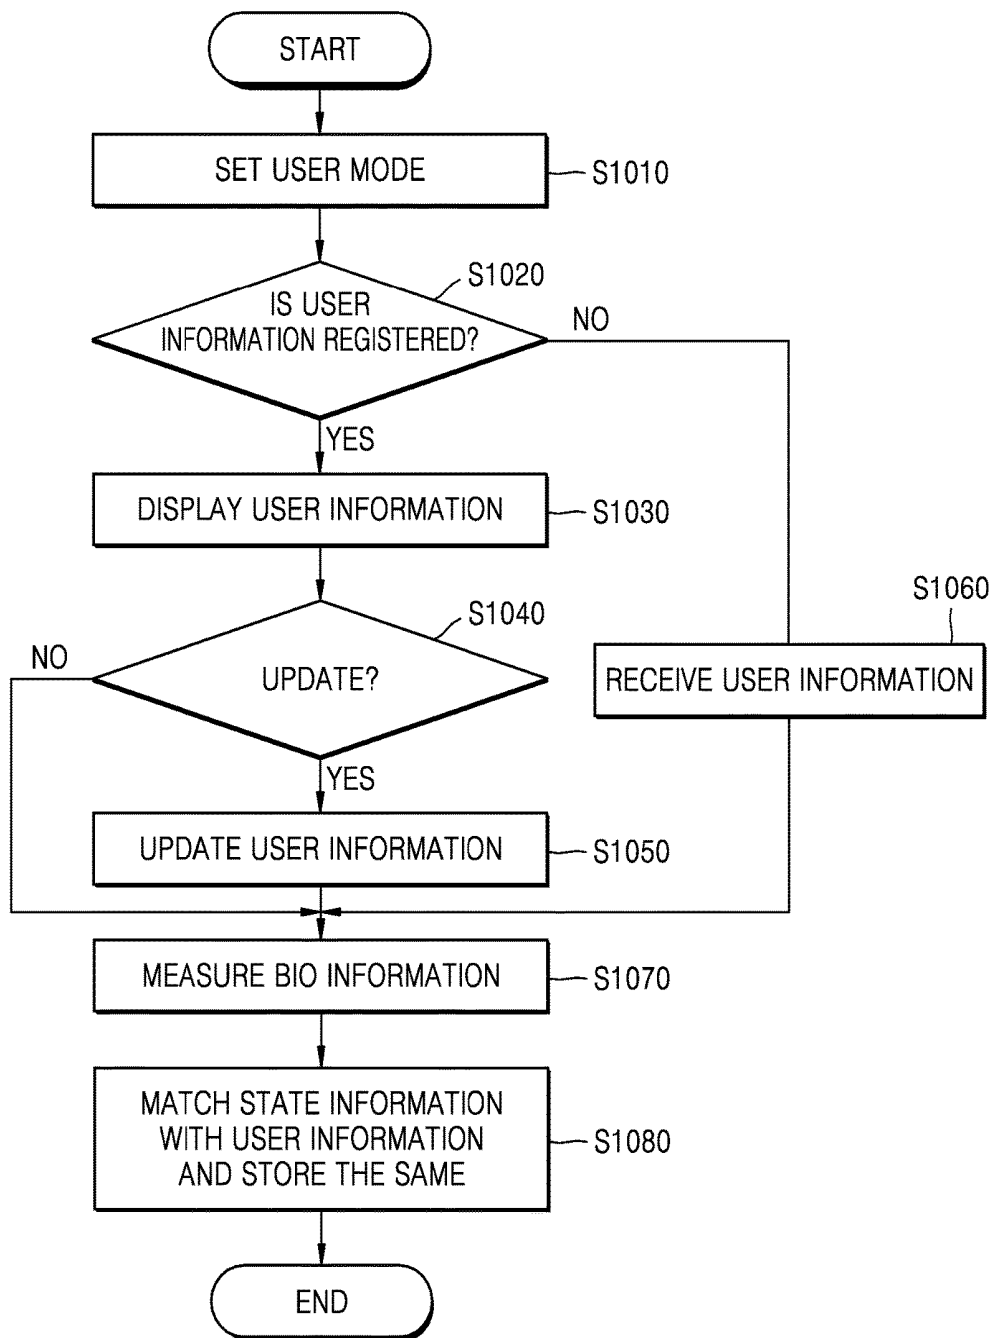 START
SET USER MODE
S1010
S1020
IS USER
INFORMATION REGISTERED?
NO
YES
DISPLAY USER INFORMATION
S1030
S1040
UPDATE?
NO
S1060
RECEIVE USER INFORMATION
YES
UPDATE USER INFORMATION
S1050
MEASURE BIO INFORMATION
S1070
MATCH STATE INFORMATION
WITH USER INFORMATION
AND STORE THE SAME
S1080
END